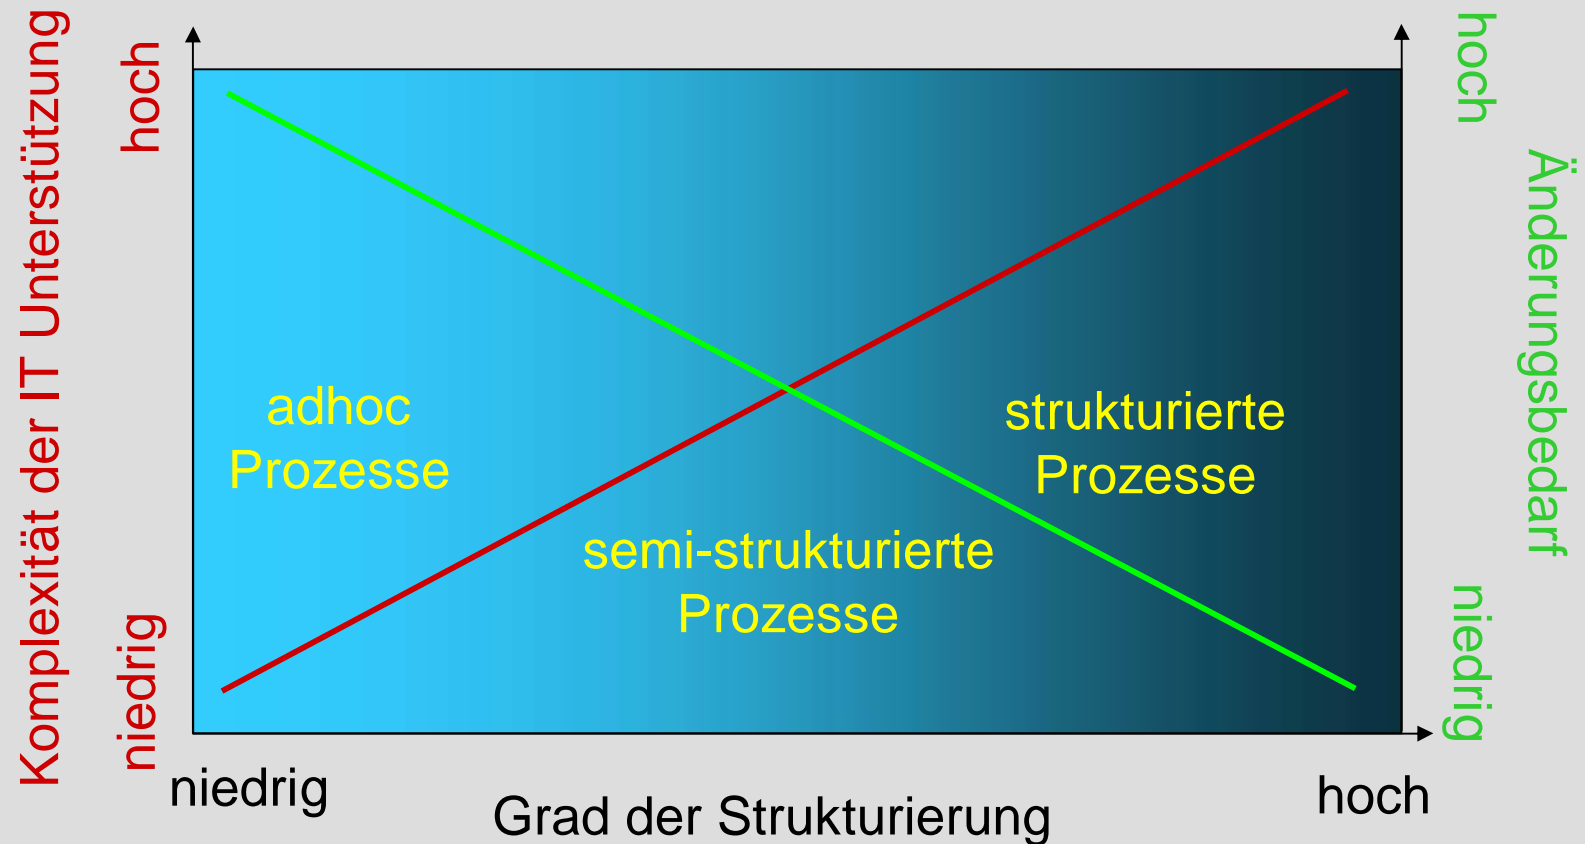 Komplexität der IT Unterstützung
hoch
niedrig
adhoc
Prozesse
semi-strukturierte
Prozesse
strukturierte
Prozesse
hoch
niedrig
Änderungsbedarf
niedrig
Grad der Strukturierung
hoch